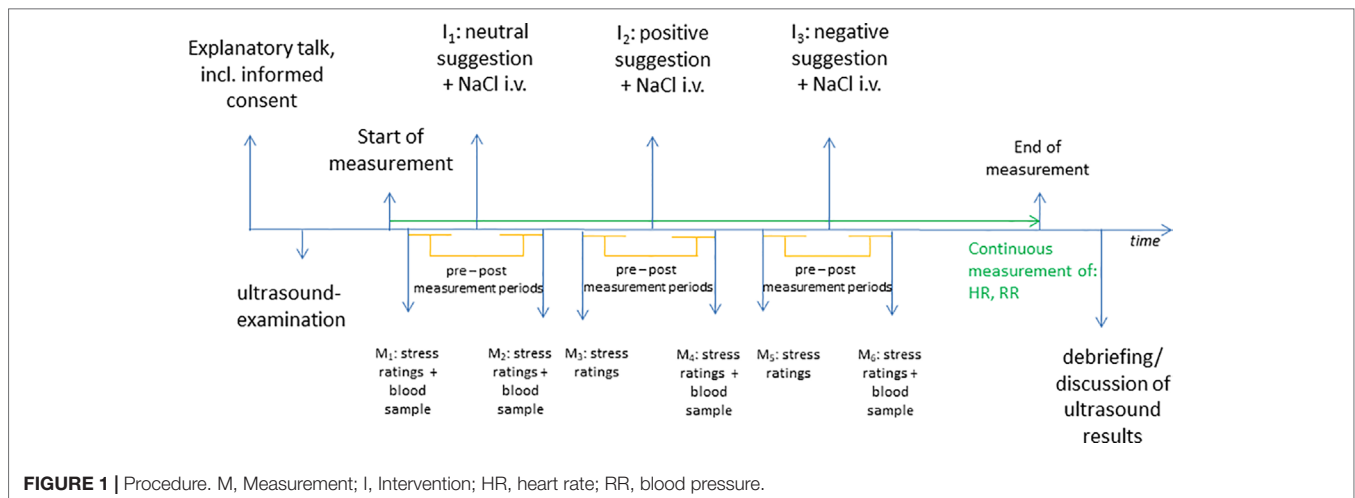 Explanatory talk,
incl. informed
consent
Start of
measurement
I₁: neutral
suggestion
+ NaCl i.v.
I₂: positive
suggestion
+ NaCl i.v.
I₃: negative
suggestion
+ NaCl i.v.
End of
measurement
time
Continuous
measurement of:
HR, RR
ultrasound-
examination
pre – post
measurement periods
pre – post
measurement periods
pre – post
measurement periods
M₁: stress
ratings +
blood
sample
M₂: stress
ratings +
blood
sample
M₃: stress
ratings
M₄: stress
ratings +
blood
sample
M₅: stress
ratings
M₆: stress
ratings +
blood
sample
debriefing/
discussion of
ultrasound
results
FIGURE 1 | Procedure. M, Measurement; I, Intervention; HR, heart rate; RR, blood pressure.